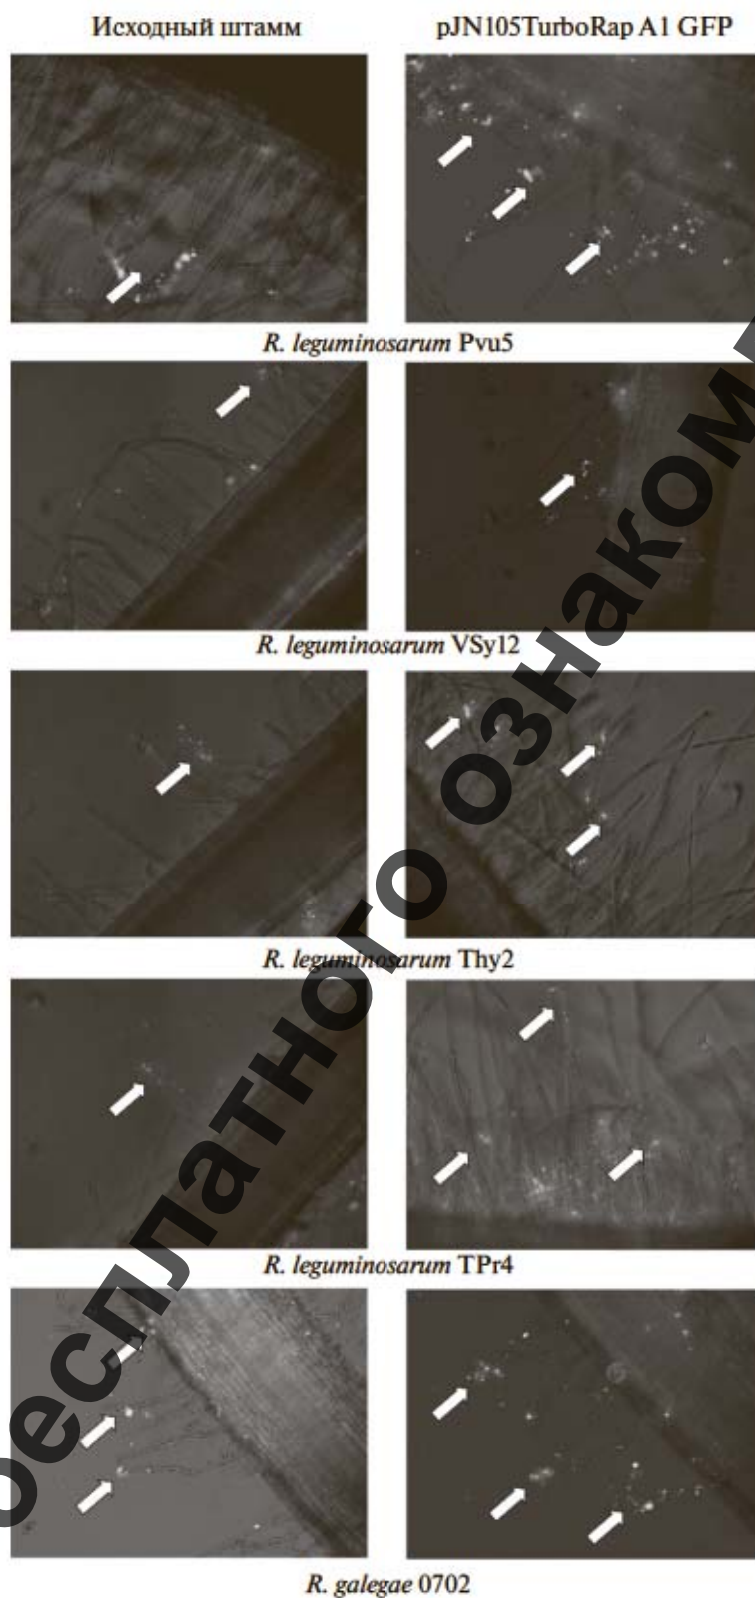 Исходный штамм pJN105TurboRap A1 GFP
R. leguminosarum Pvu5
R. leguminosarum VSy12
R. leguminosarum Thy2
R. leguminosarum TPr4
R. galegae 0702
бесплатного ознаком